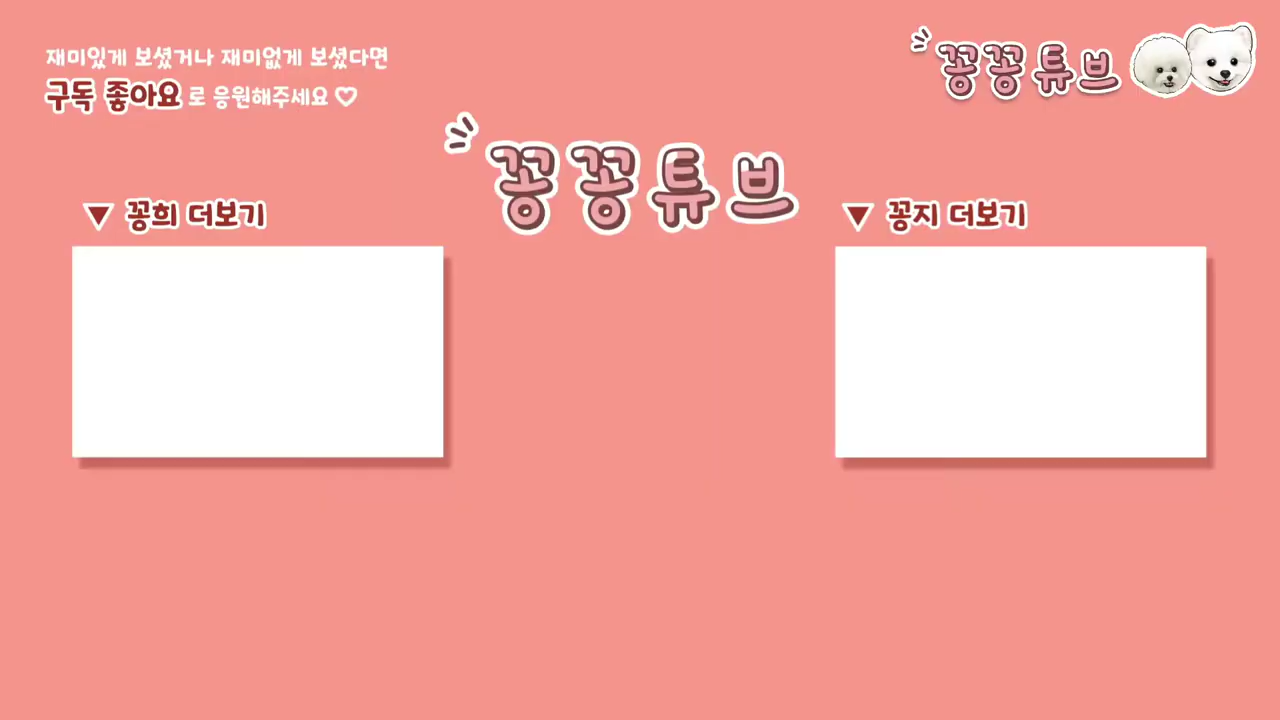 재미있게 보셨거나 재미없게 보셨다면
구독 좋아요 로 응원해주세요 ♡
꽁꽁튜브
꽁꽁튜브
▼ 꽁희 더보기
▼ 꽁지 더보기